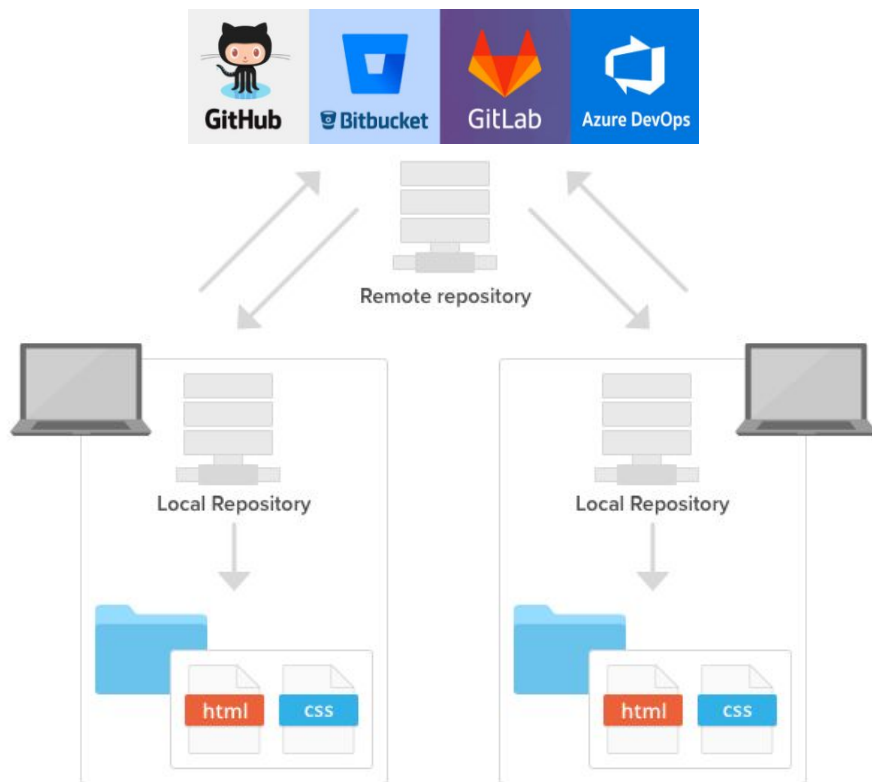 GitHub
Bitbucket
GitLab
Azure DevOps
Remote repository
Local Repository
Local Repository
html
css
html
css